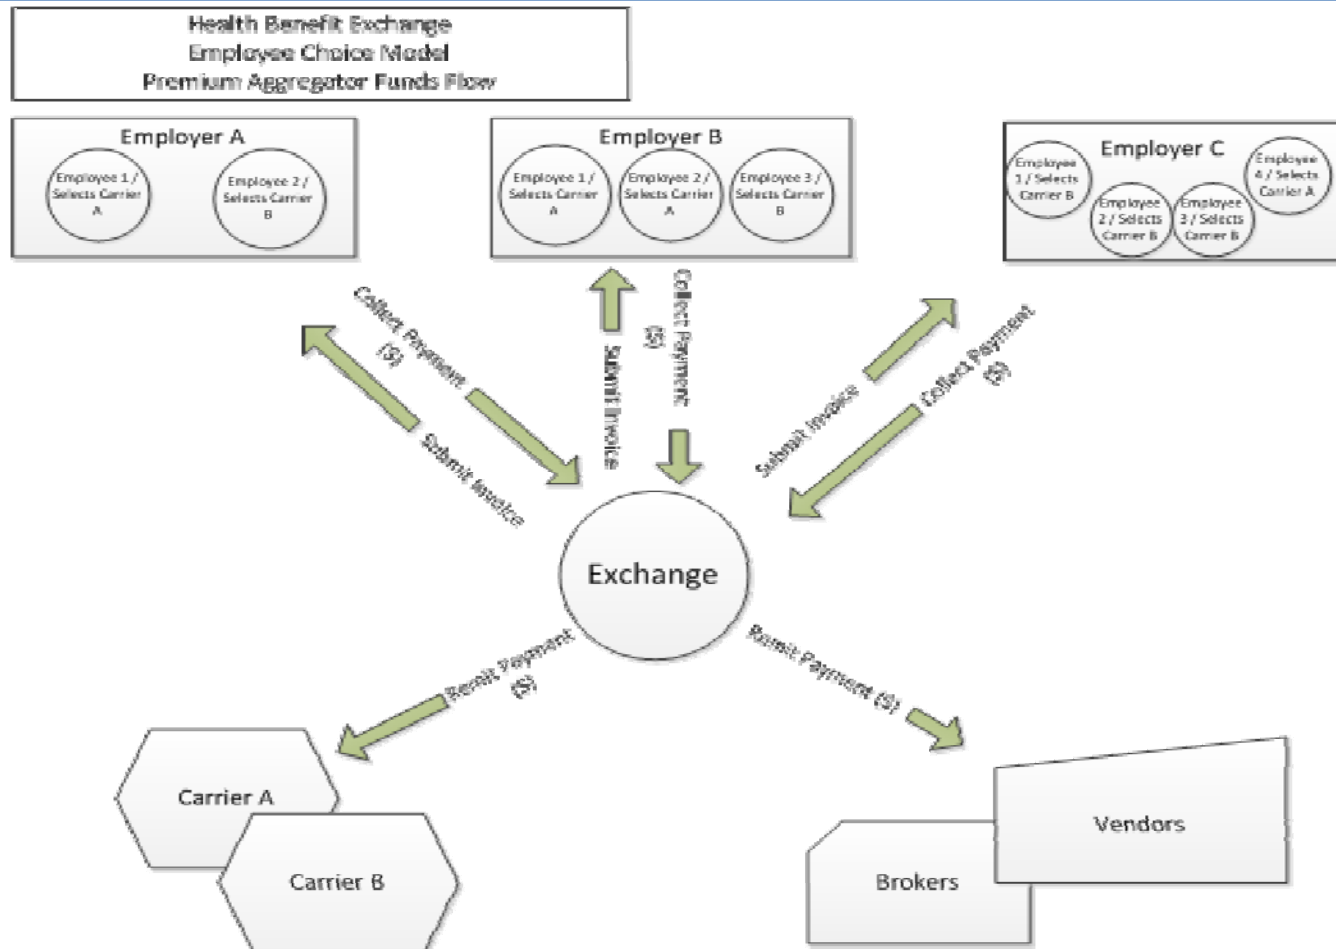 Health Benefit Exchange
Employee Choice Model
Premium Aggregator Funds Flow
Employer A
Employee 1 /
Selects Carrier
A
Employee 2 /
Selects Carrier
B
Employer B
Employee 1 /
Selects Carrier
A
Employee 2 /
Selects Carrier
A
Employee 3 /
Selects Carrier
B
Employer C
Employee
1 / Selects
Carrier B
Employee
2 / Selects
Carrier B
Employee
3 / Selects
Carrier B
Employee
4 / Selects
Carrier A
Collect Payment
($)
Submit Invoice
Submit Invoice
Collect Payment
($)
Submit Invoice
Collect Payment
($)
Exchange
Remit Payment
($)
Remit Payment ($)
Carrier A
Carrier B
Brokers
Vendors